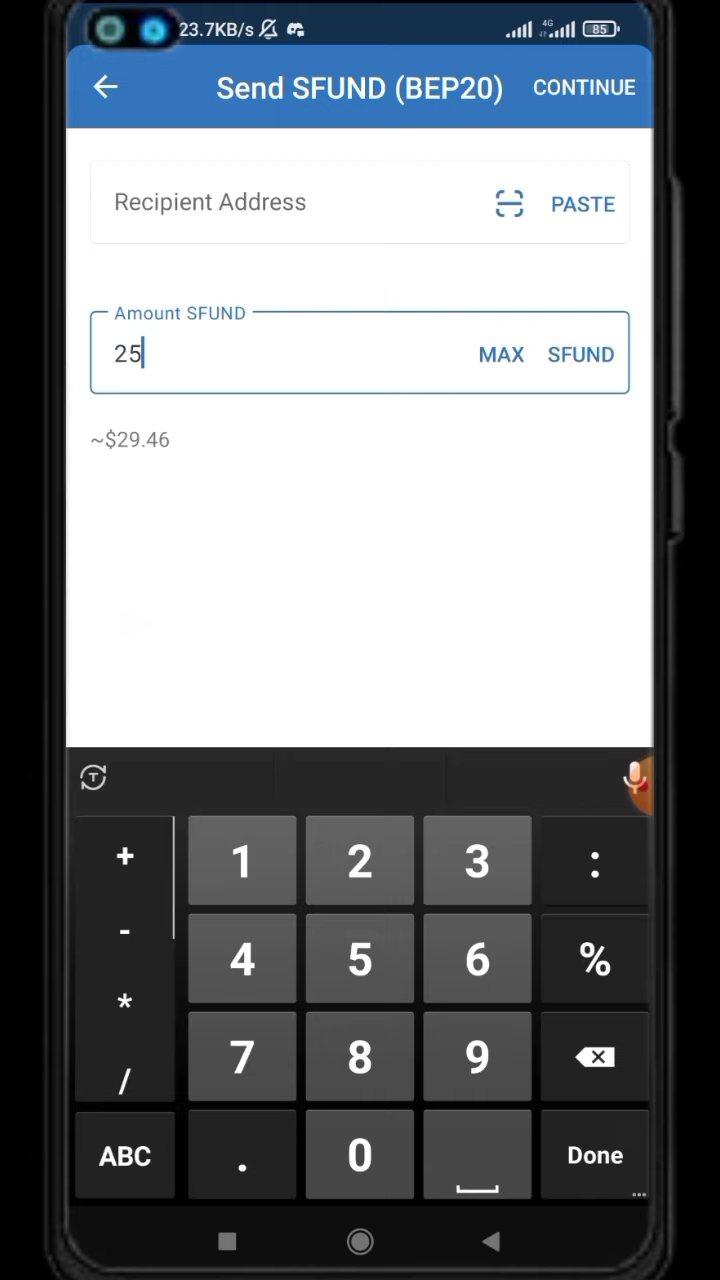 23.7KB/s 4G 85
Send SFUND (BEP20) CONTINUE
Recipient Address PASTE
Amount SFUND
25 MAX SFUND
~$29.46
T
+ 1 2 3 :
- 4 5 6 %
* 7 8 9
/
ABC . 0 Done
...